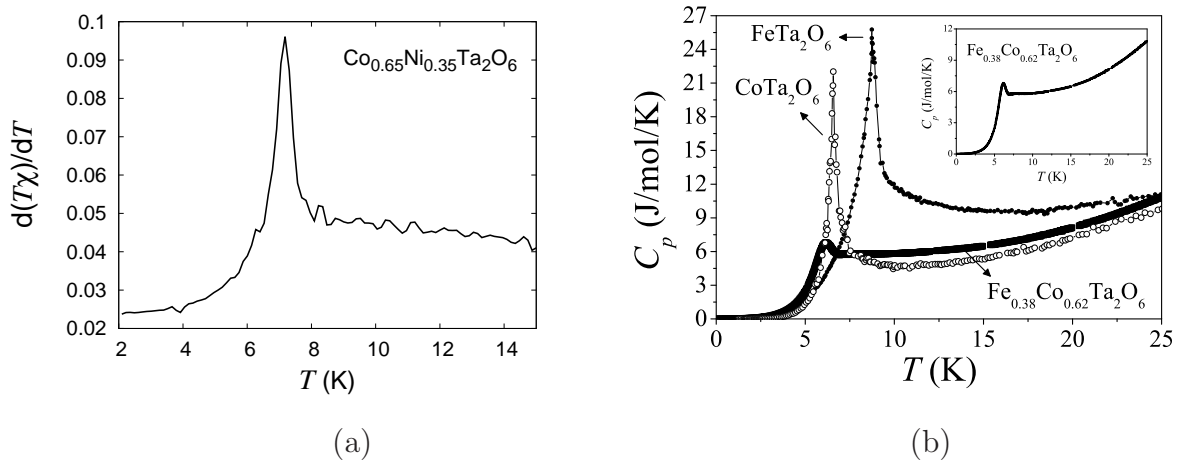 0.1
0.09
0.08
0.07
0.06
0.05
0.04
0.03
0.02
d(Tχ)/dT
Co0.65Ni0.35Ta2O6
2 4 6 8 10 12 14
T (K)
(a)
27
24
21
18
15
12
9
6
3
0
Cp (J/mol/K)
FeTa2O6
CoTa2O6
Fe0.38Co0.62Ta2O6
0 5 10 15 20 25
T (K)
12
9
6
3
0
Cp (J/mol/K)
Fe0.38Co0.62Ta2O6
0 5 10 15 20 25
T (K)
(b)